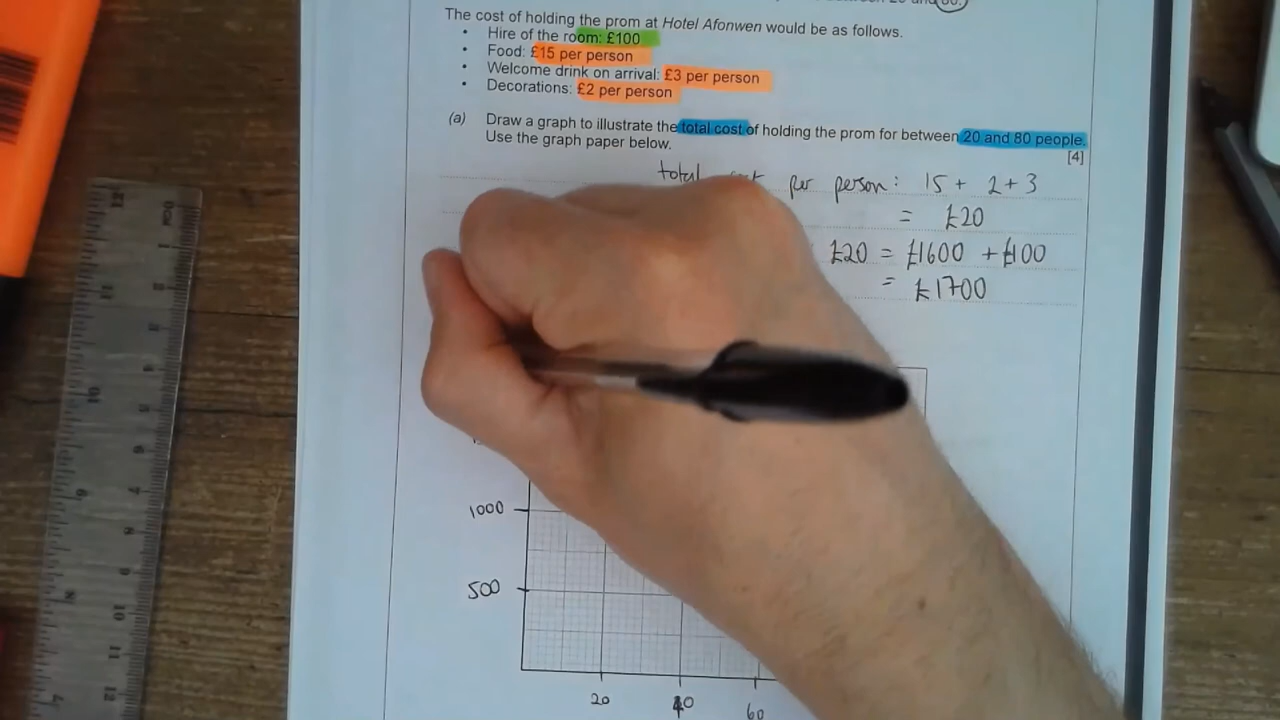 The cost of holding the prom at Hotel Afonwen would be as follows.
• Hire of the room: £100
• Food: £15 per person
• Welcome drink on arrival: £3 per person
• Decorations: £2 per person
(a) Draw a graph to illustrate the total cost of holding the prom for between 20 and 80 people.
Use the graph paper below.
[4]
total per person: 15 + 2+3
= £20
£20 = £1600 + £100
= £1700
1000
500
20 40 60